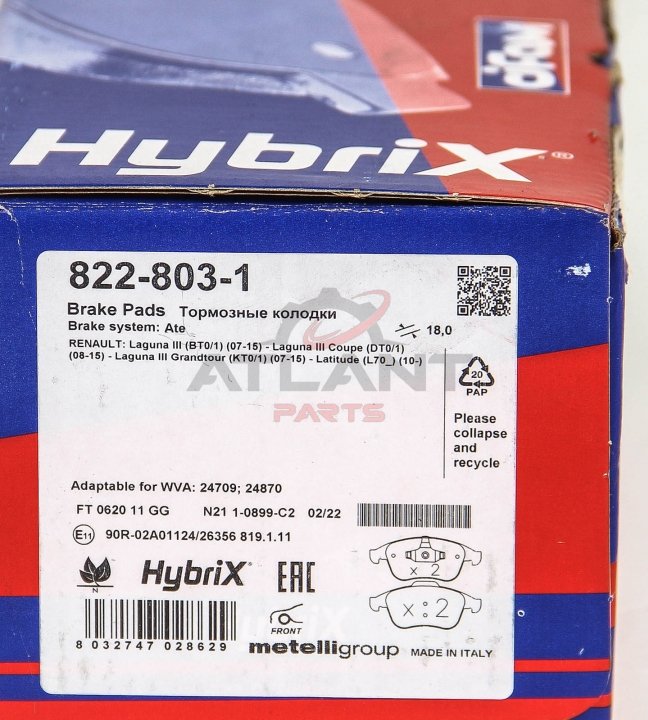 cifam
HybriX®
822-803-1
Brake Pads Тормозные колодки
Brake system: Ate
18,0
RENAULT: Laguna III (BT0/1) (07-15) - Laguna III Coupe (DT0/1)
(08-15) - Laguna III Grandtour (KT0/1) (07-15) - Latitude (L70_) (10-)
ATLANT
PARTS
20
PAP
Please
collapse
and
recycle
Adaptable for WVA: 24709; 24870
FT 0620 11 GG N21 1-0899-C2 02/22
E11 90R-02A01124/26356 819.1.11
x 2
N
HybriX
EAC
x : 2
FRONT
8 032747 028629
metelligroup
MADE IN ITALY